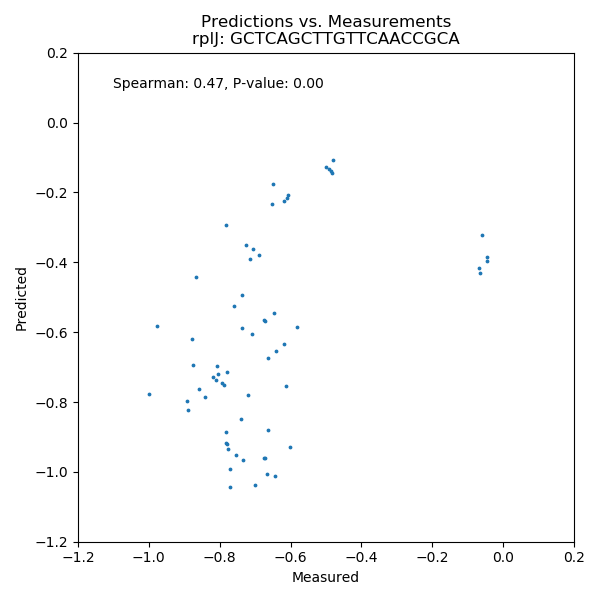 Predictions vs. Measurements
rplJ: GCTCAGCTTGTTCAACCGCA
Spearman: 0.47, P-value: 0.00
0.2
0.0
−0.2
−0.4
−0.6
−0.8
−1.0
−1.2
Predicted
−1.2 −1.0 −0.8 −0.6 −0.4 −0.2 0.0 0.2
Measured